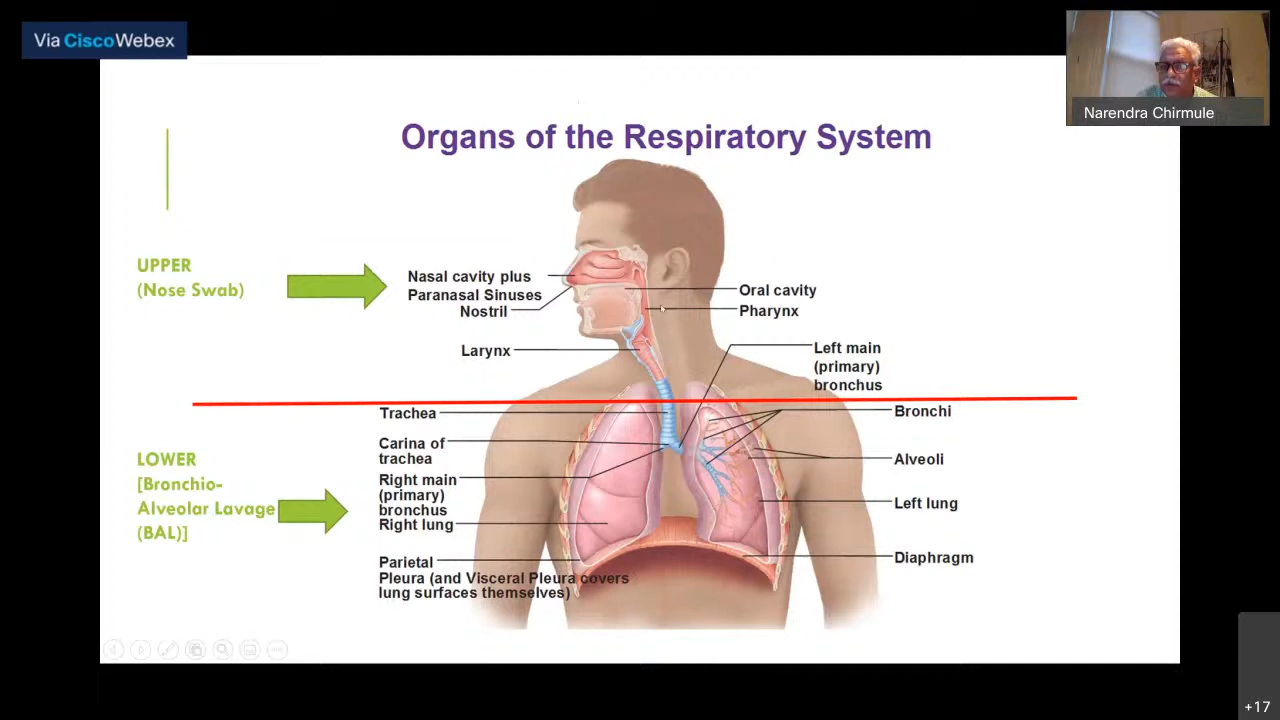 Via Cisco Webex
Narendra Chirmule
Organs of the Respiratory System
UPPER
(Nose Swab)
Nasal cavity plus
Paranasal Sinuses
Nostril
Larynx
Oral cavity
Pharynx
Left main
(primary)
bronchus
LOWER
[Bronchio-
Alveolar Lavage
(BAL)]
Trachea
Carina of
trachea
Right main
(primary)
bronchus
Right lung
Parietal
Pleura (and Visceral Pleura covers
lung surfaces themselves)
Bronchi
Alveoli
Left lung
Diaphragm
+17